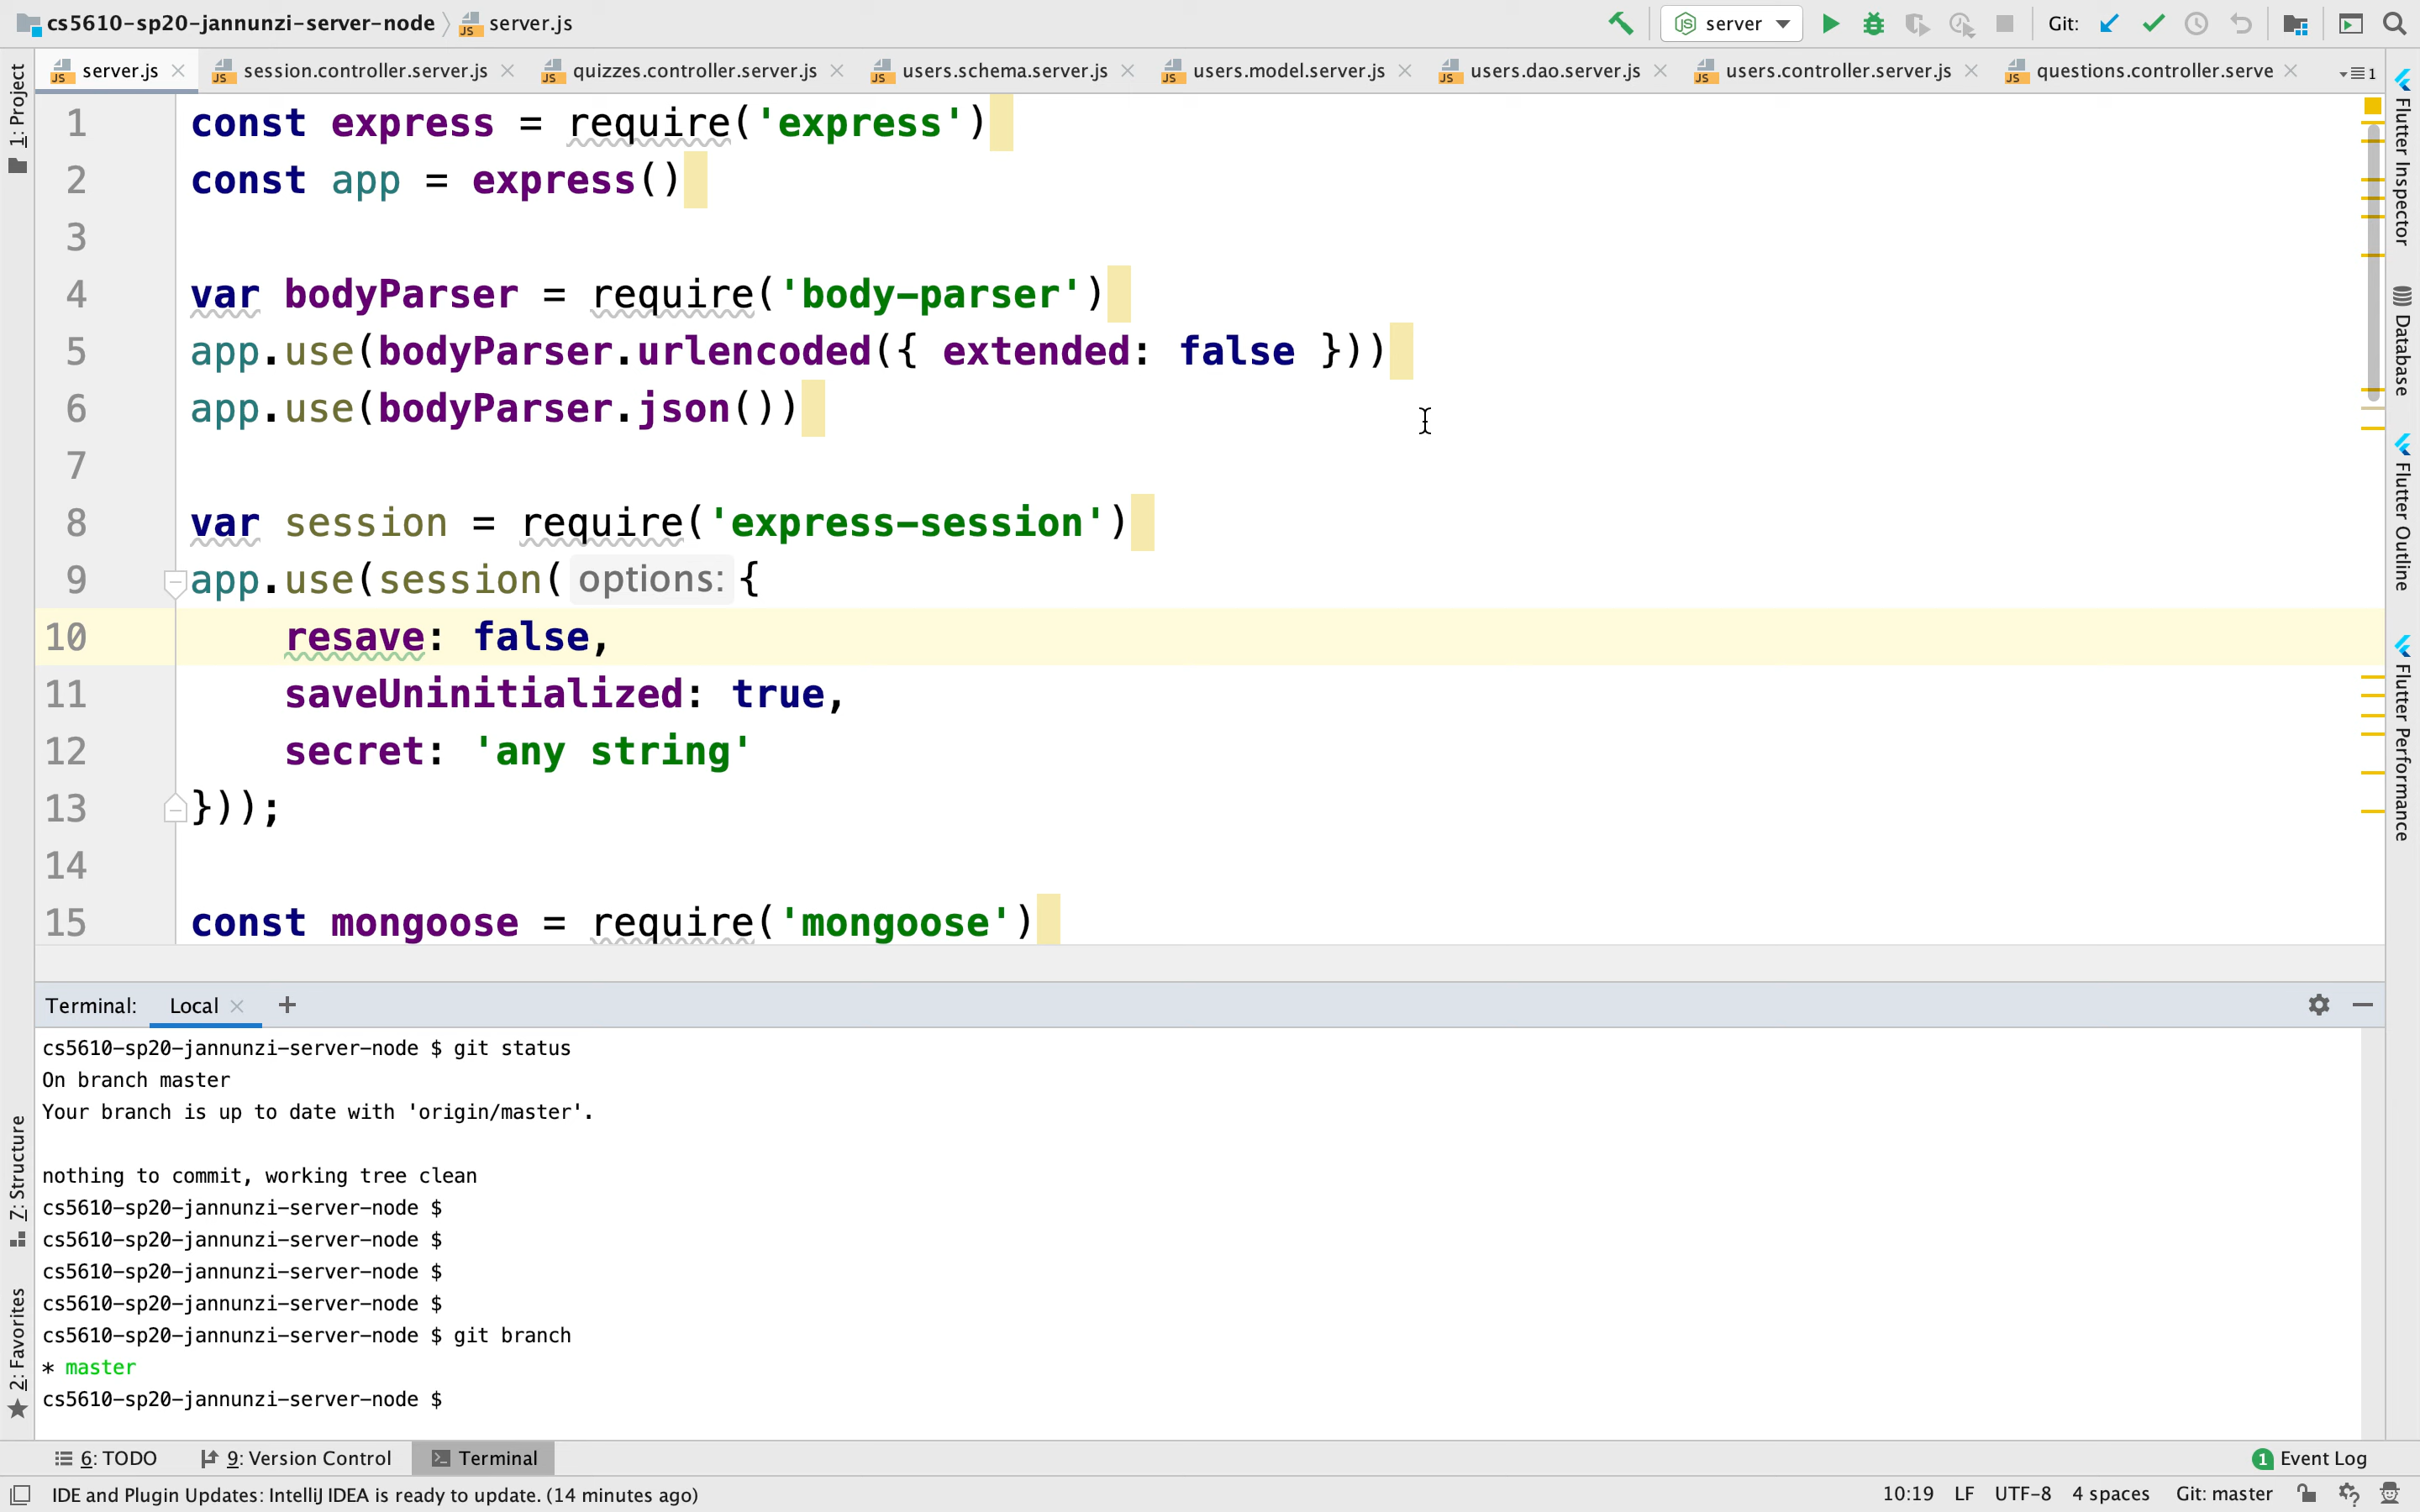 cs5610-sp20-jannunzi-server-node server.js server Git:
server.js session.controller.server.js quizzes.controller.server.js users.schema.server.js users.model.server.js users.dao.server.js users.controller.server.js questions.controller.serve 1
1: Project
7: Structure
2: Favorites
1 const express = require('express')
2 const app = express()
3
4 var bodyParser = require('body-parser')
5 app.use(bodyParser.urlencoded({ extended: false }))
6 app.use(bodyParser.json())
7
8 var session = require('express-session')
9 app.use(session( options: {
10 resave: false,
11 saveUninitialized: true,
12 secret: 'any string'
13 }));
14
15 const mongoose = require('mongoose')
Flutter Inspector
Database
Flutter Outline
Flutter Performance
Terminal: Local +
cs5610-sp20-jannunzi-server-node $ git status
On branch master
Your branch is up to date with 'origin/master'.
nothing to commit, working tree clean
cs5610-sp20-jannunzi-server-node $
cs5610-sp20-jannunzi-server-node $
cs5610-sp20-jannunzi-server-node $
cs5610-sp20-jannunzi-server-node $
cs5610-sp20-jannunzi-server-node $ git branch
* master
cs5610-sp20-jannunzi-server-node $
6: TODO 9: Version Control Terminal 1 Event Log
IDE and Plugin Updates: IntelliJ IDEA is ready to update. (14 minutes ago) 10:19 LF UTF-8 4 spaces Git: master